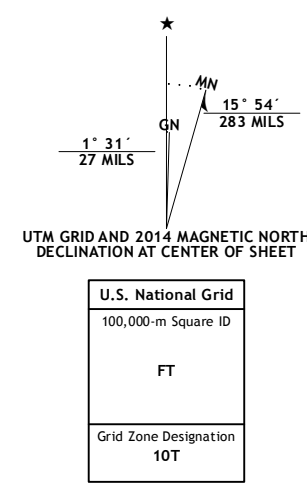 ★
MN
GN
15° 54´
283 MILS
1° 31´
27 MILS
UTM GRID AND 2014 MAGNETIC NORTH
DECLINATION AT CENTER OF SHEET
U.S. National Grid
100,000-m Square ID
FT
Grid Zone Designation
10T